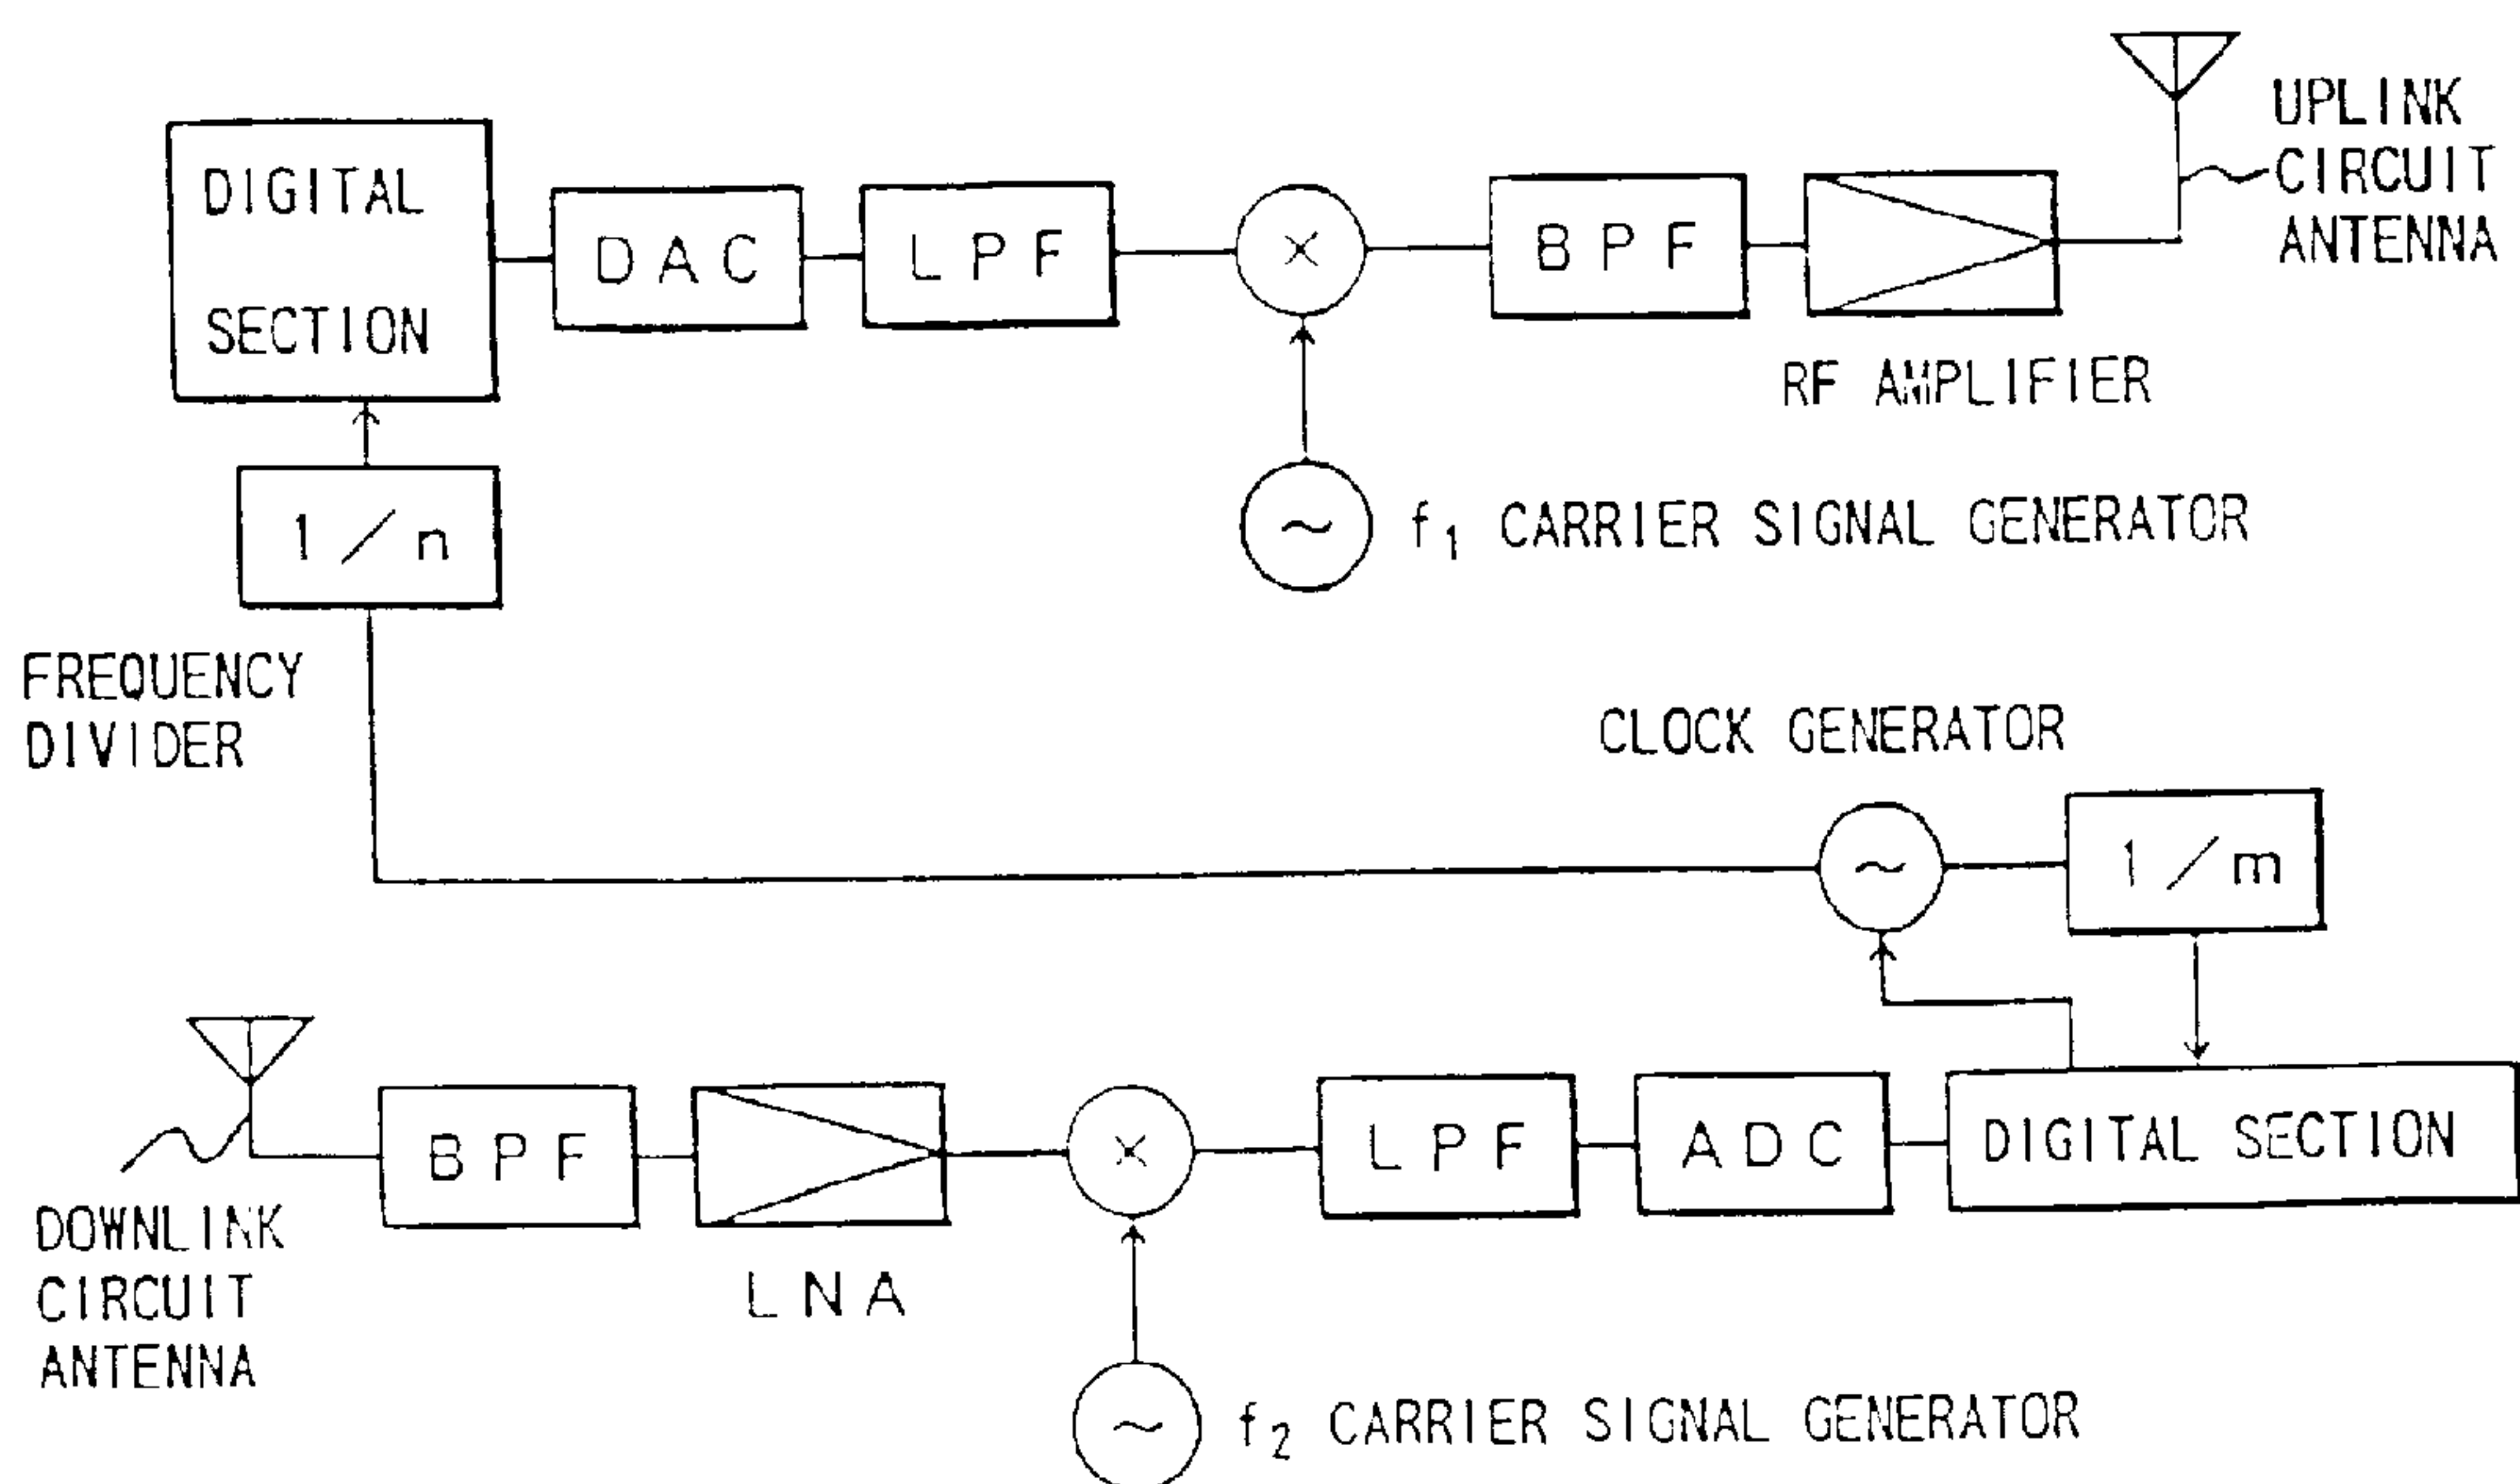 UPLINK
CIRCUIT
ANTENNA
DIGITAL
SECTION
DAC
LPF
×
BPF
RF AMPLIFIER
1/n
~
f₁ CARRIER SIGNAL GENERATOR
FREQUENCY
DIVIDER
CLOCK GENERATOR
~
1/m
BPF
×
LPF
ADC
DIGITAL SECTION
DOWNLINK
CIRCUIT
ANTENNA
LNA
~
f₂ CARRIER SIGNAL GENERATOR